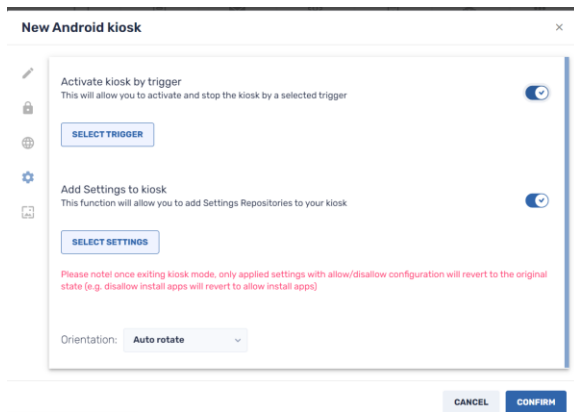 New Android kiosk
Activate kiosk by trigger
This will allow you to activate and stop the kiosk by a selected trigger
SELECT TRIGGER
Add Settings to kiosk
This function will allow you to add Settings Repositories to your kiosk
SELECT SETTINGS
Please note! once exiting kiosk mode, only applied settings with allow/disallow configuration will revert to the original
state (e.g. disallow install apps will revert to allow install apps)
Orientation: Auto rotate
CANCEL CONFIRM